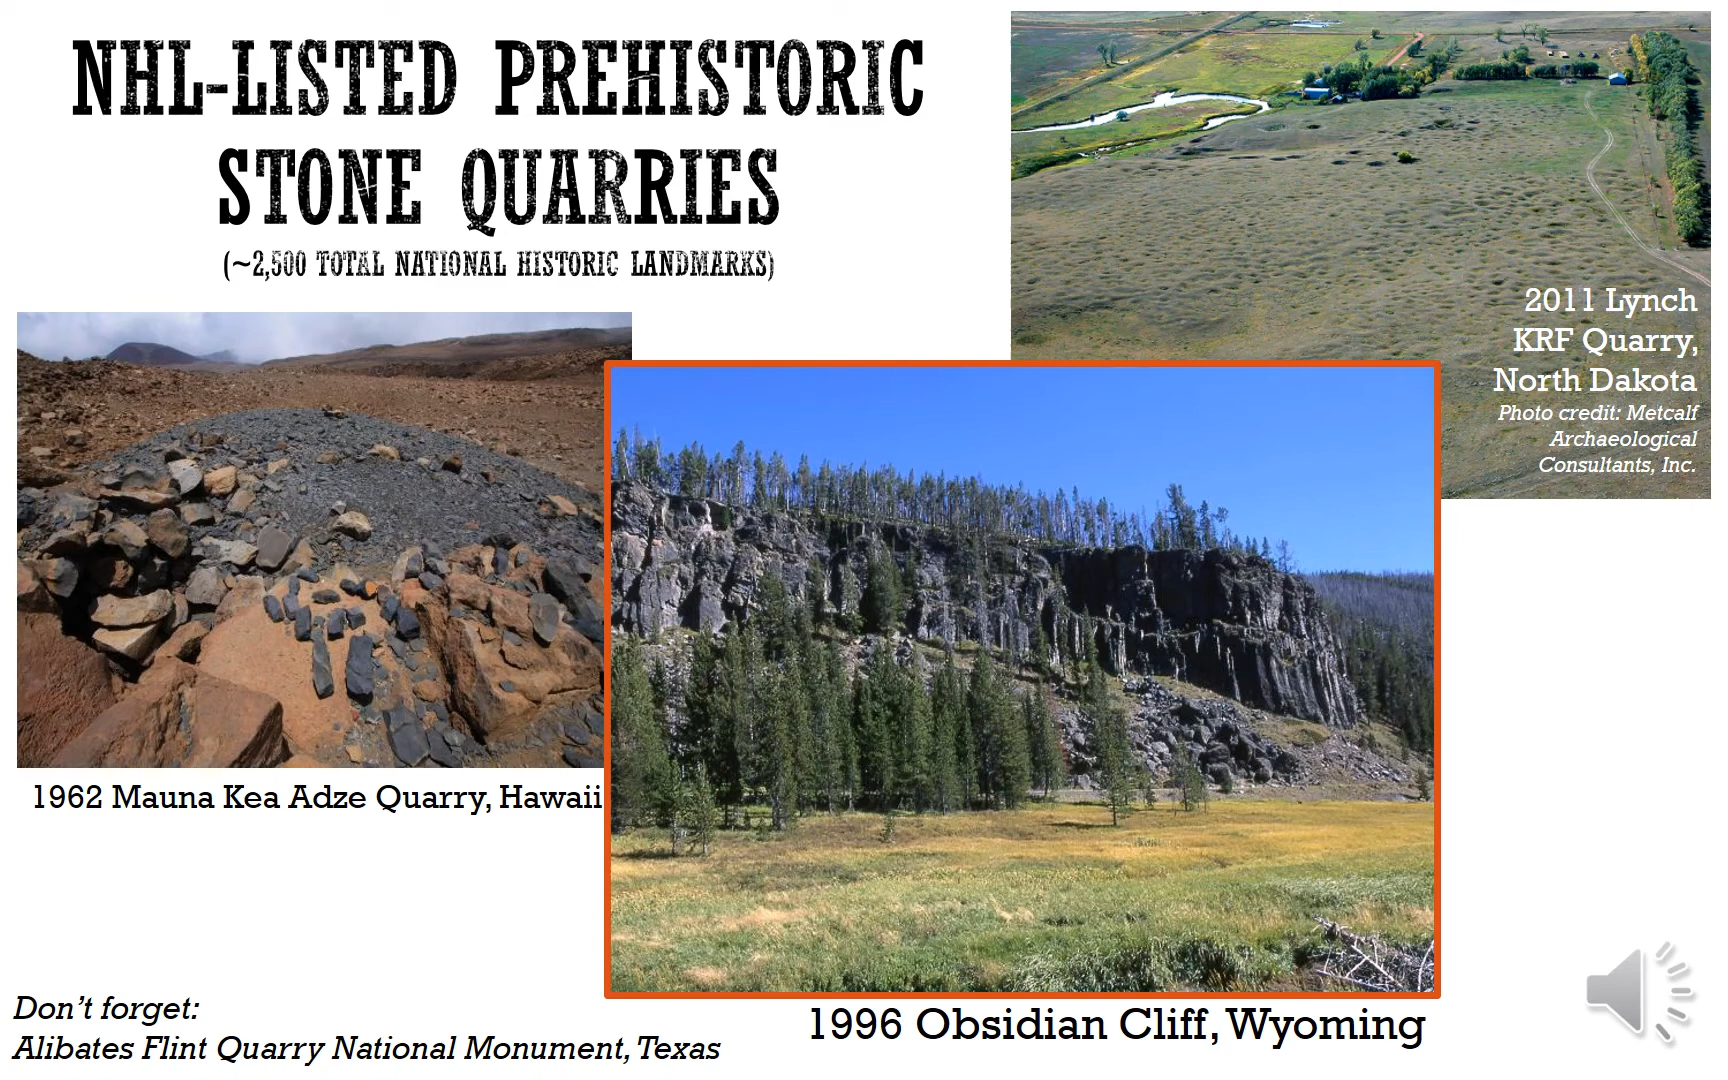 NHL-LISTED PREHISTORIC
STONE QUARRIES
(~2,500 TOTAL NATIONAL HISTORIC LANDMARKS)
2011 Lynch
KRF Quarry,
North Dakota
Photo credit: Metcalf
Archaeological
Consultants, Inc.
1962 Mauna Kea Adze Quarry, Hawaii
1996 Obsidian Cliff, Wyoming
Don’t forget:
Alibates Flint Quarry National Monument, Texas